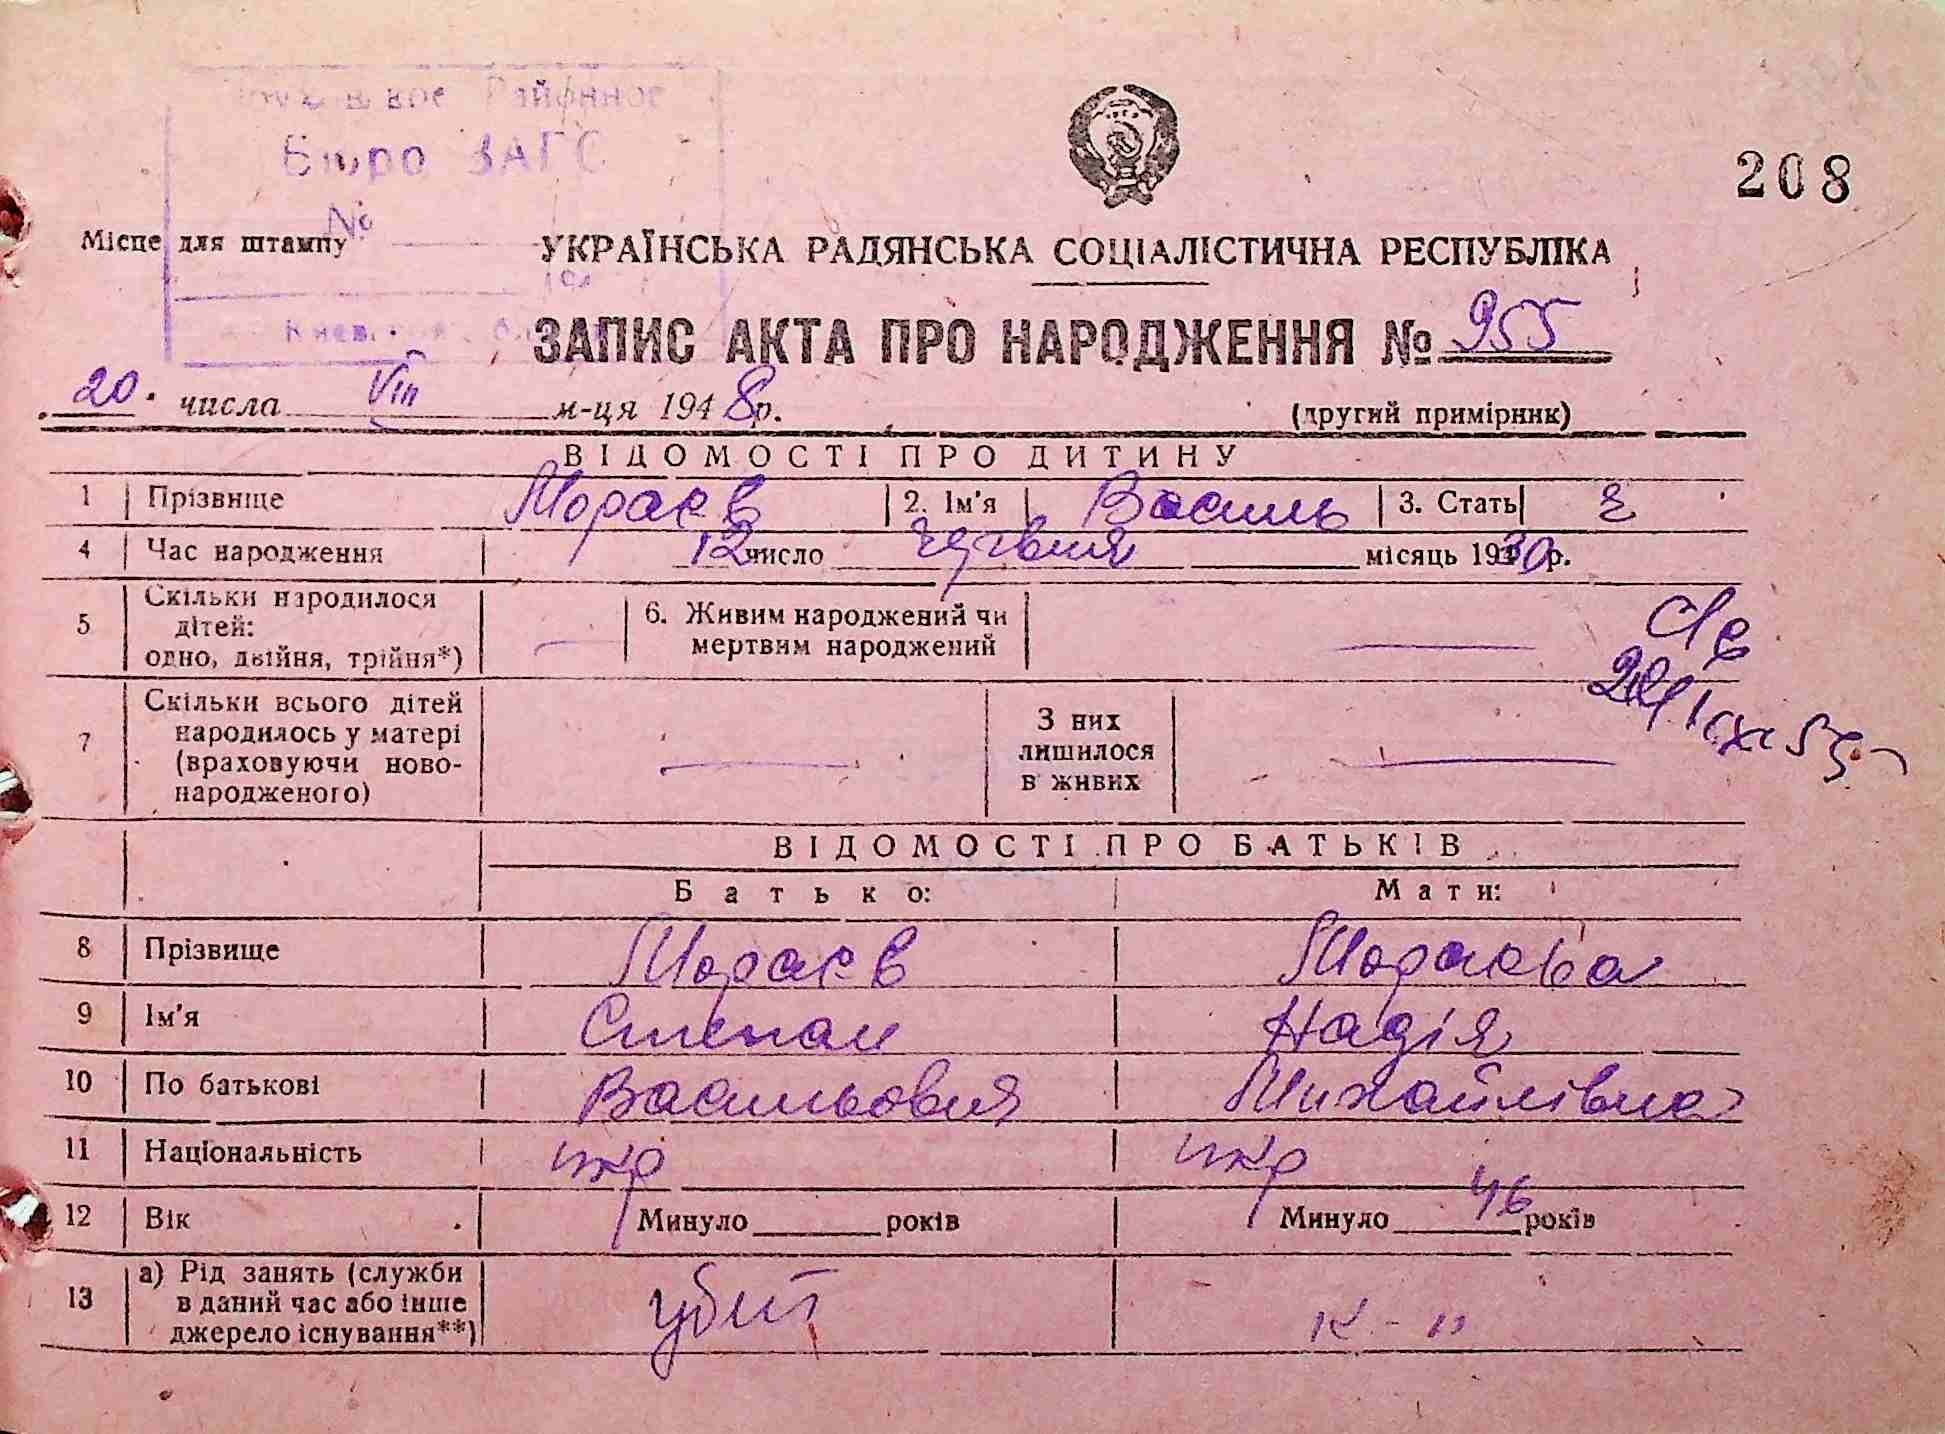 Районное
Бюро ЗАГС
№
208
Місце для штампу
УКРАЇНСЬКА РАДЯНСЬКА СОЦІАЛІСТИЧНА РЕСПУБЛІКА
ЗАПИС АКТА ПРО НАРОДЖЕННЯ № 955
20 числа VIII м-ця 1948 р.
(другий примірник)
ВІДОМОСТІ ПРО ДИТИНУ
1 Прізвище Мораєв 2. Ім'я Василь 3. Стать ч
4 Час народження 12 число червня місяць 1930 р.
5 Скільки народилося дітей: одно, двійня, трійня*) — 6. Живим народжений чи мертвим народжений —
7 Скільки всього дітей народилось у матері (враховуючи новонародженого) — З них лишилося в живих —
ВІДОМОСТІ ПРО БАТЬКІВ
Батько: Мати:
8 Прізвище Мораєв Мораєва
9 Ім'я Степан Надія
10 По батькові Васильович Михайлівна
11 Національність укр укр
12 Вік Минуло ____ років Минуло 46 років
13 а) Рід занять (служби в даний час або інше джерело існування**) убит к-п